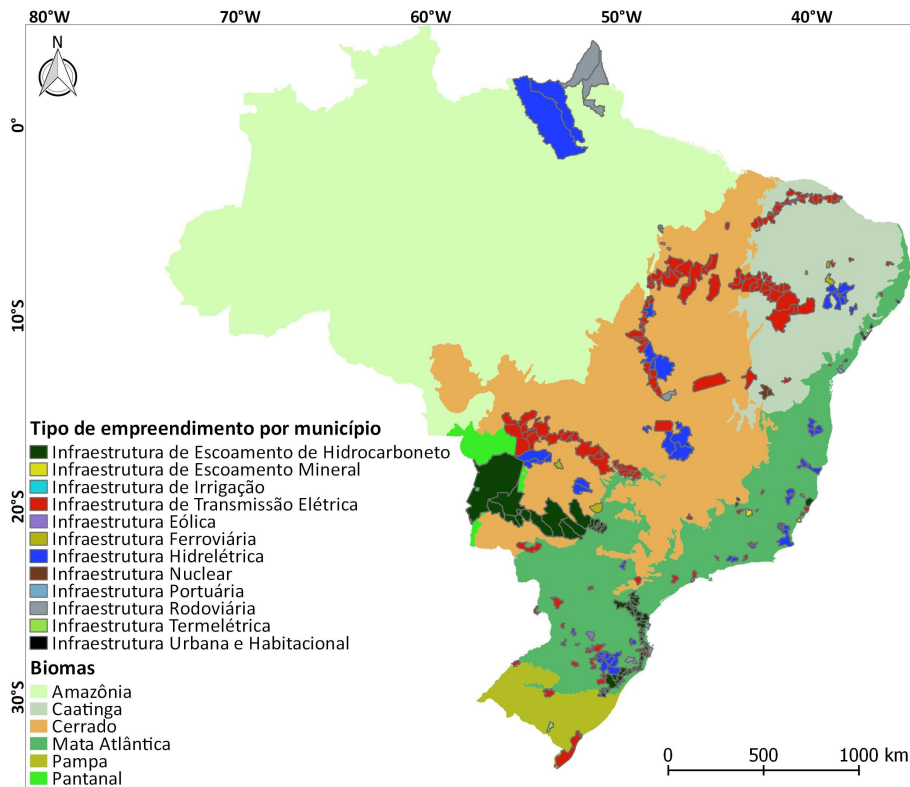 80°W 70°W 60°W 50°W 40°W
N
0°
10°S
20°S
30°S
Tipo de empreendimento por município
Infraestrutura de Escoamento de Hidrocarboneto
Infraestrutura de Escoamento Mineral
Infraestrutura de Irrigação
Infraestrutura de Transmissão Elétrica
Infraestrutura Eólica
Infraestrutura Ferroviária
Infraestrutura Hidrelétrica
Infraestrutura Nuclear
Infraestrutura Portuária
Infraestrutura Rodoviária
Infraestrutura Termelétrica
Infraestrutura Urbana e Habitacional
Biomas
Amazônia
Caatinga
Cerrado
Mata Atlântica
Pampa
Pantanal
0 500 1000 km